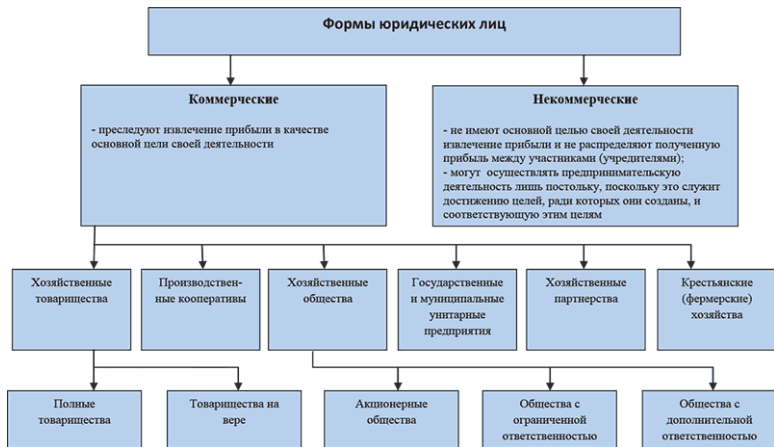 Формы юридических лиц
Коммерческие
- преследуют извлечение прибыли в качестве
основной цели своей деятельности
Некоммерческие
- не имеют основной целью своей деятельности
извлечение прибыли и не распределяют полученную
прибыль между участниками (учредителями);
- могут осуществлять предпринимательскую
деятельность лишь постольку, поскольку это служит
достижению целей, ради которых они созданы, и
соответствующую этим целям
Хозяйственные
товарищества
Производствен-
ные кооперативы
Хозяйственные
общества
Государственные
и муниципальные
унитарные
предприятия
Хозяйственные
партнерства
Крестьянские
(фермерские)
хозяйства
Полные
товарищества
Товарищества на
вере
Акционерные
общества
Общества с
ограниченной
ответственностью
Общества с
дополнительной
ответственностью